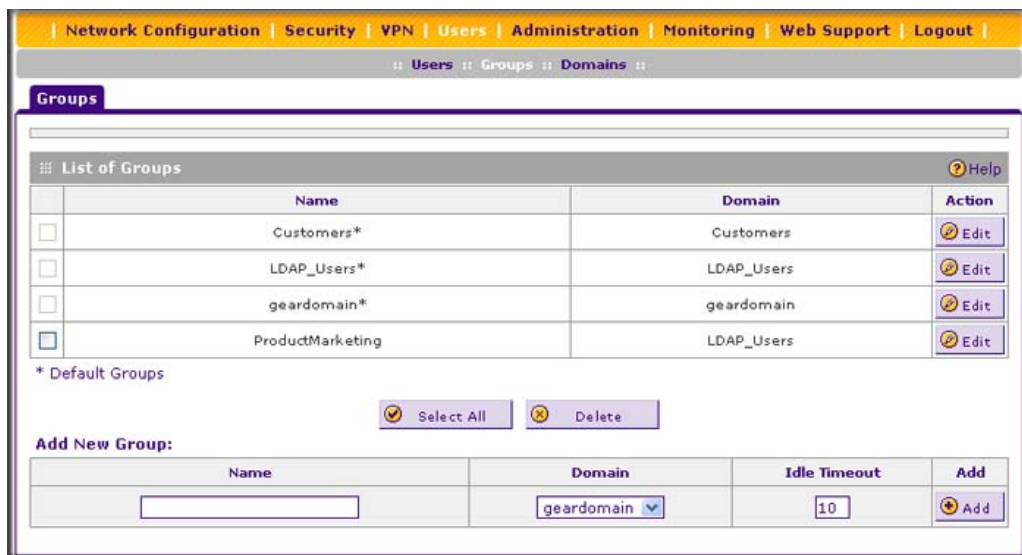 | Network Configuration | Security | VPN | Users | Administration | Monitoring | Web Support | Logout |
:: Users :: Groups :: Domains ::
Groups
List of Groups Help
Name Domain Action
Customers* Customers Edit
LDAP_Users* LDAP_Users Edit
geardomain* geardomain Edit
ProductMarketing LDAP_Users Edit
* Default Groups
Select All Delete
Add New Group:
Name Domain Idle Timeout Add
geardomain 10 Add